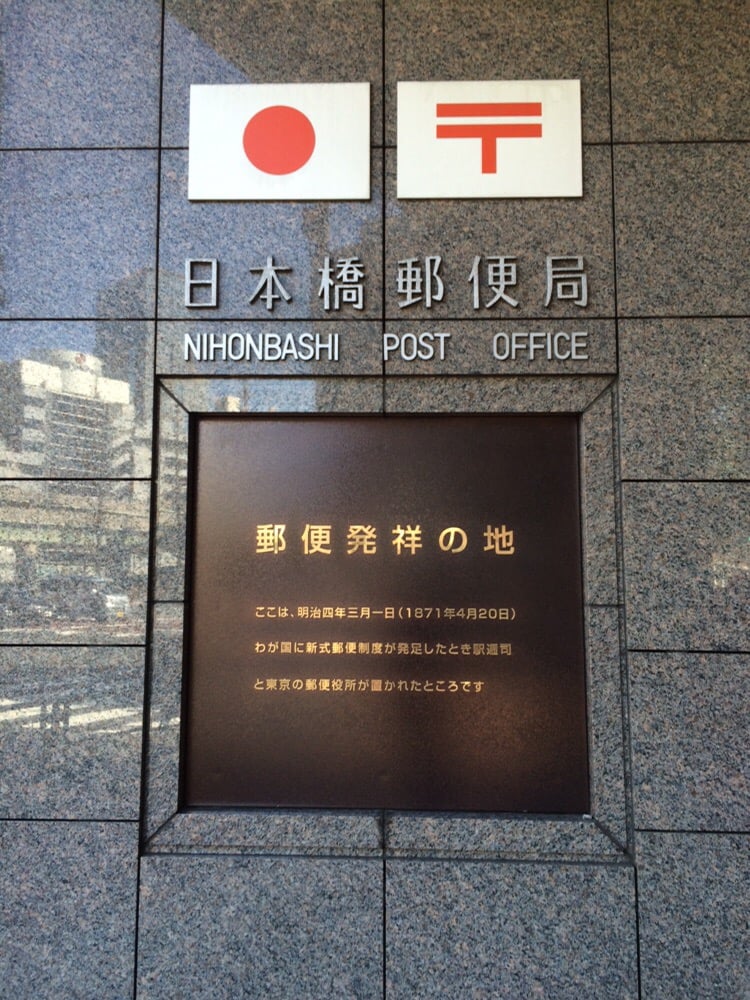 〒
日本橋郵便局
NIHONBASHI POST OFFICE
郵便発祥の地
ここは、明治四年三月一日(1871年4月20日)
わが国に新式郵便制度が発足したとき駅逓司
と東京の郵便役所が置かれたところです